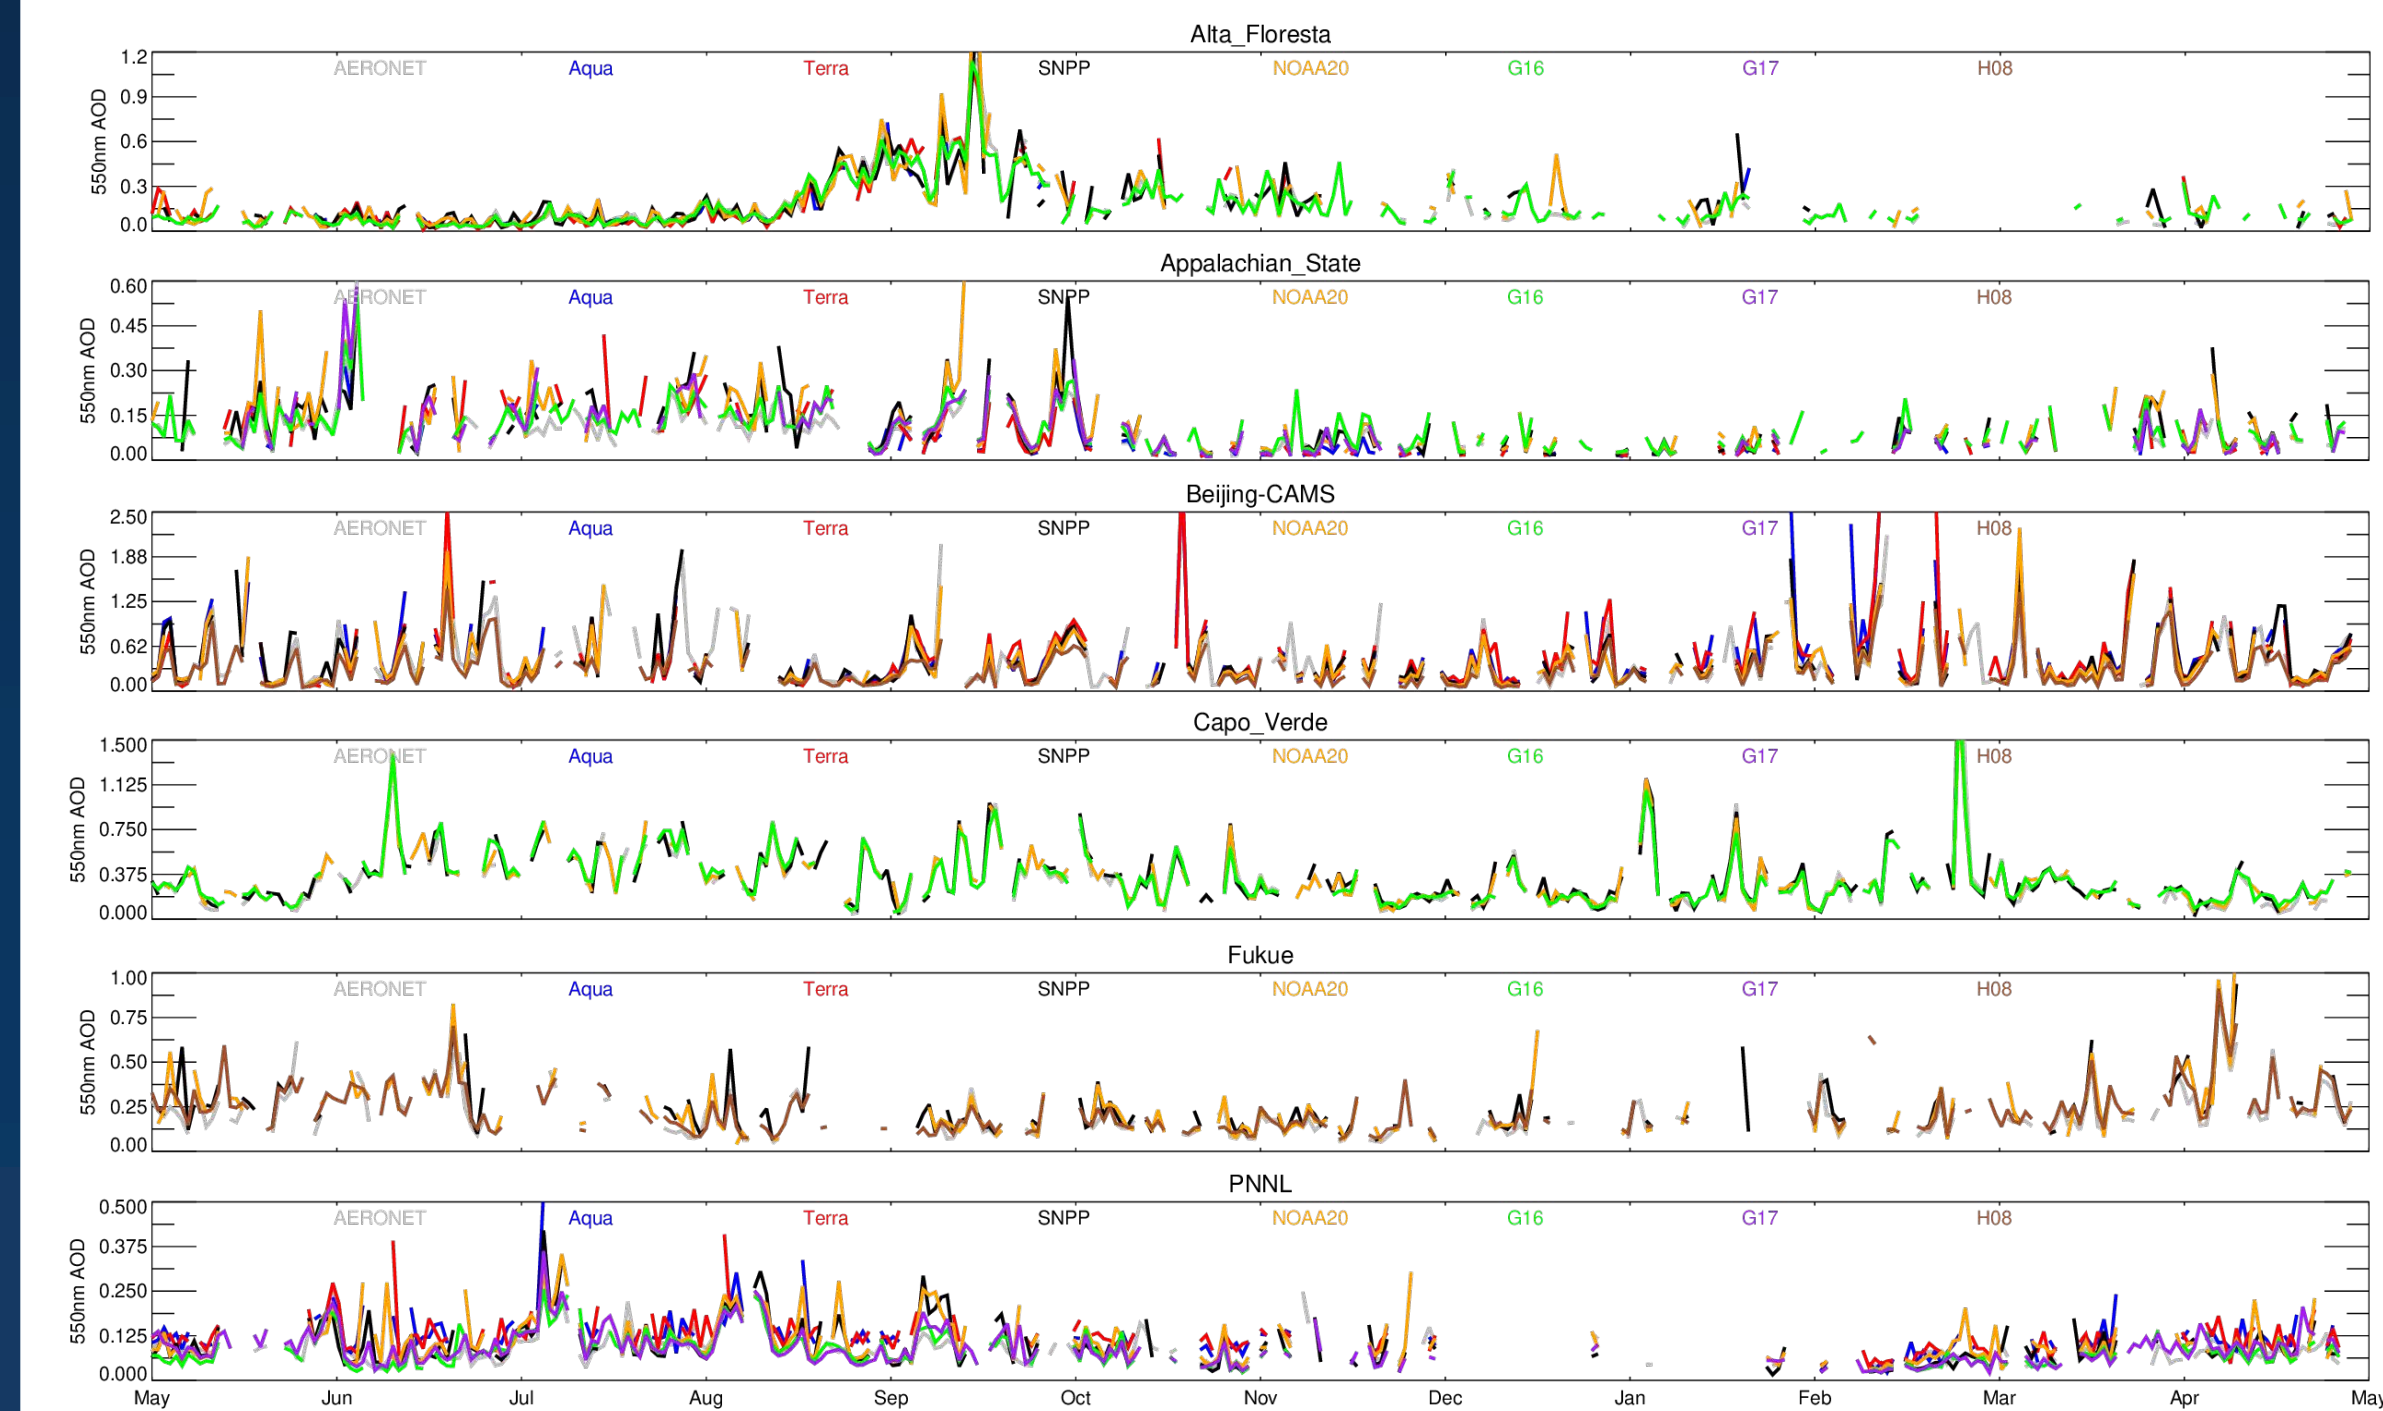 Alta_Floresta
AERONET Aqua Terra SNPP NOAA20 G16 G17 H08
550nm AOD
1.2
0.9
0.6
0.3
0.0
Appalachian_State
AERONET Aqua Terra SNPP NOAA20 G16 G17 H08
550nm AOD
0.60
0.45
0.30
0.15
0.00
Beijing-CAMS
AERONET Aqua Terra SNPP NOAA20 G16 G17 H08
550nm AOD
2.50
1.88
1.25
0.62
0.00
Capo_Verde
AERONET Aqua Terra SNPP NOAA20 G16 G17 H08
550nm AOD
1.500
1.125
0.750
0.375
0.000
Fukue
AERONET Aqua Terra SNPP NOAA20 G16 G17 H08
550nm AOD
1.00
0.75
0.50
0.25
0.00
PNNL
AERONET Aqua Terra SNPP NOAA20 G16 G17 H08
550nm AOD
0.500
0.375
0.250
0.125
0.000
May Jun Jul Aug Sep Oct Nov Dec Jan Feb Mar Apr May